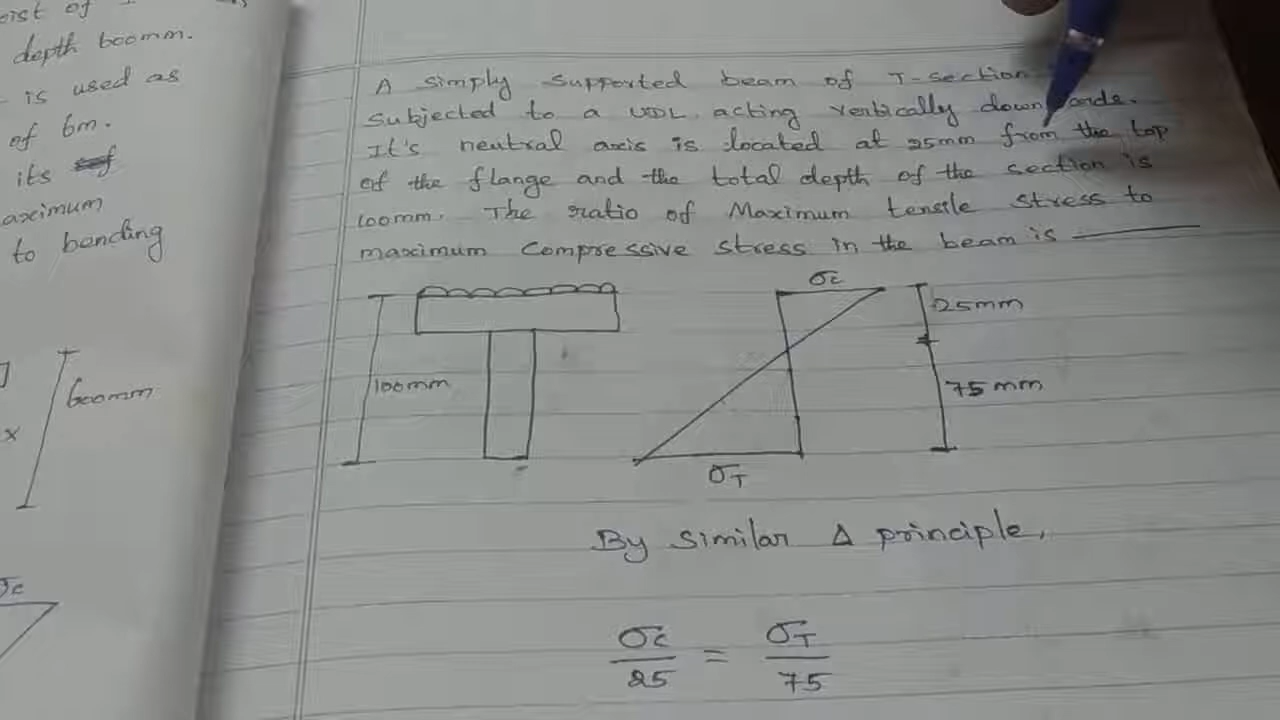 depth 600mm.
is used as
of 6m.
its
to bending
600mm
x
A simply supported beam of T-section
subjected to a UDL acting vertically downwards.
It's neutral axis is located at 25mm from the top
of the flange and the total depth of the section is
100mm. The ratio of Maximum tensile stress to
maximum compressive stress in the beam is
σc
25mm
100mm
75 mm
σT
By similar Δ principle,
σc/25 = σT/75